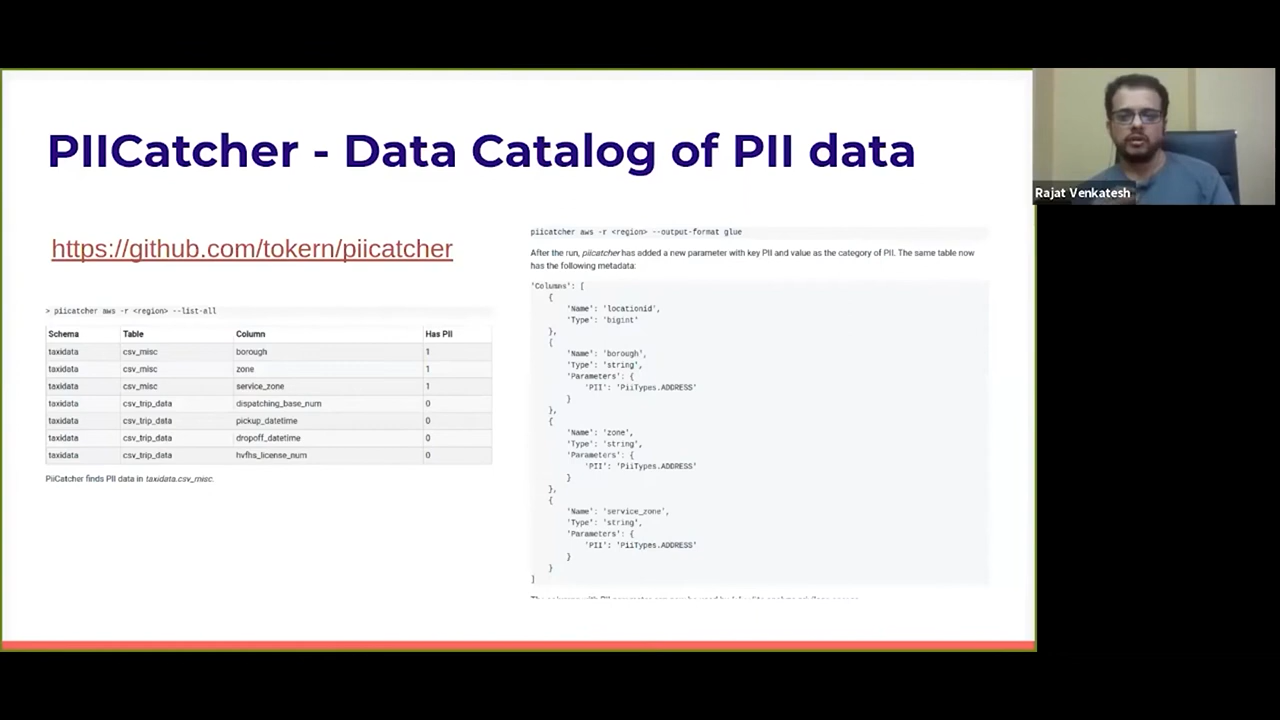 PIICatcher - Data Catalog of PII data
Rajat Venkatesh
https://github.com/tokern/piicatcher
> piicatcher aws -r <region> --list-all
Schema Table Column Has PII
taxidata csv_misc borough 1
taxidata csv_misc zone 1
taxidata csv_misc service_zone 1
taxidata csv_trip_data dispatching_base_num 0
taxidata csv_trip_data pickup_datetime 0
taxidata csv_trip_data dropoff_datetime 0
taxidata csv_trip_data hvfhs_license_num 0
PiiCatcher finds PII data in taxidata.csv_misc.
piicatcher aws -r <region> --output-format glue
After the run, piicatcher has added a new parameter with key PII and value as the category of PII. The same table now
has the following metadata:
'Columns': [
{
'Name': 'locationid',
'Type': 'bigint'
},
{
'Name': 'borough',
'Type': 'string',
'Parameters': {
'PII': 'PiiTypes.ADDRESS'
}
},
{
'Name': 'zone',
'Type': 'string',
'Parameters': {
'PII': 'PiiTypes.ADDRESS'
}
},
{
'Name': 'service_zone',
'Type': 'string',
'Parameters': {
'PII': 'PiiTypes.ADDRESS'
}
}
]